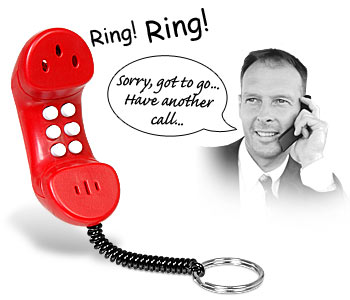 Ring! Ring!
Sorry, got to go...
Have another
call...